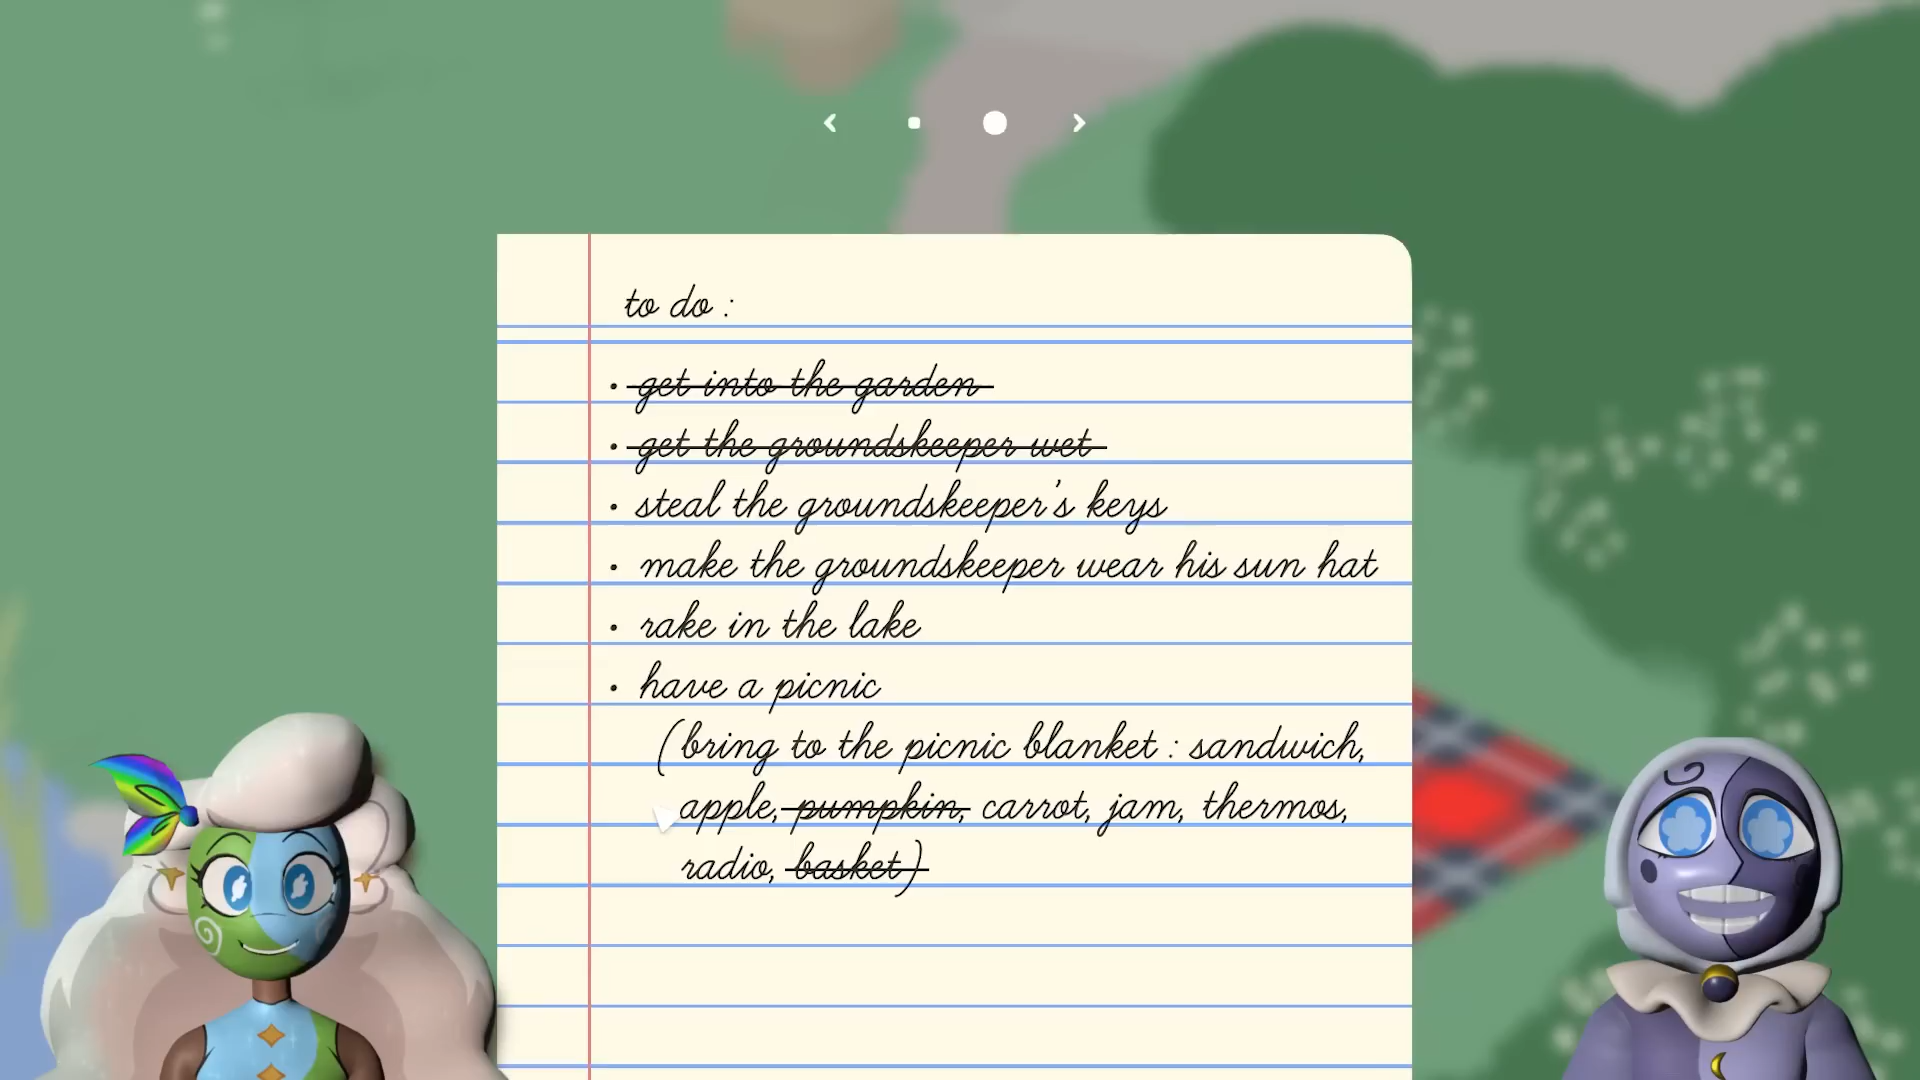 to do :
• get into the garden
• get the groundskeeper wet
• steal the groundskeeper's keys
• make the groundskeeper wear his sun hat
• rake in the lake
• have a picnic
(bring to the picnic blanket : sandwich,
apple, pumpkin, carrot, jam, thermos,
radio, basket)